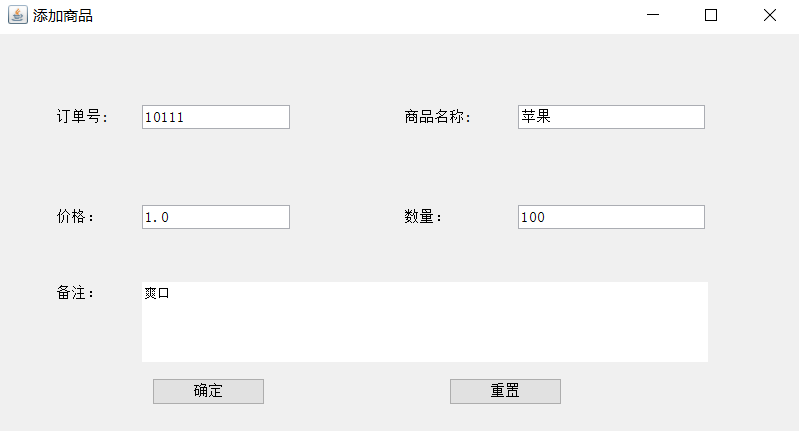 添加商品
订单号: 10111 商品名称: 苹果
价格： 1.0 数量： 100
备注： 爽口
确定 重置